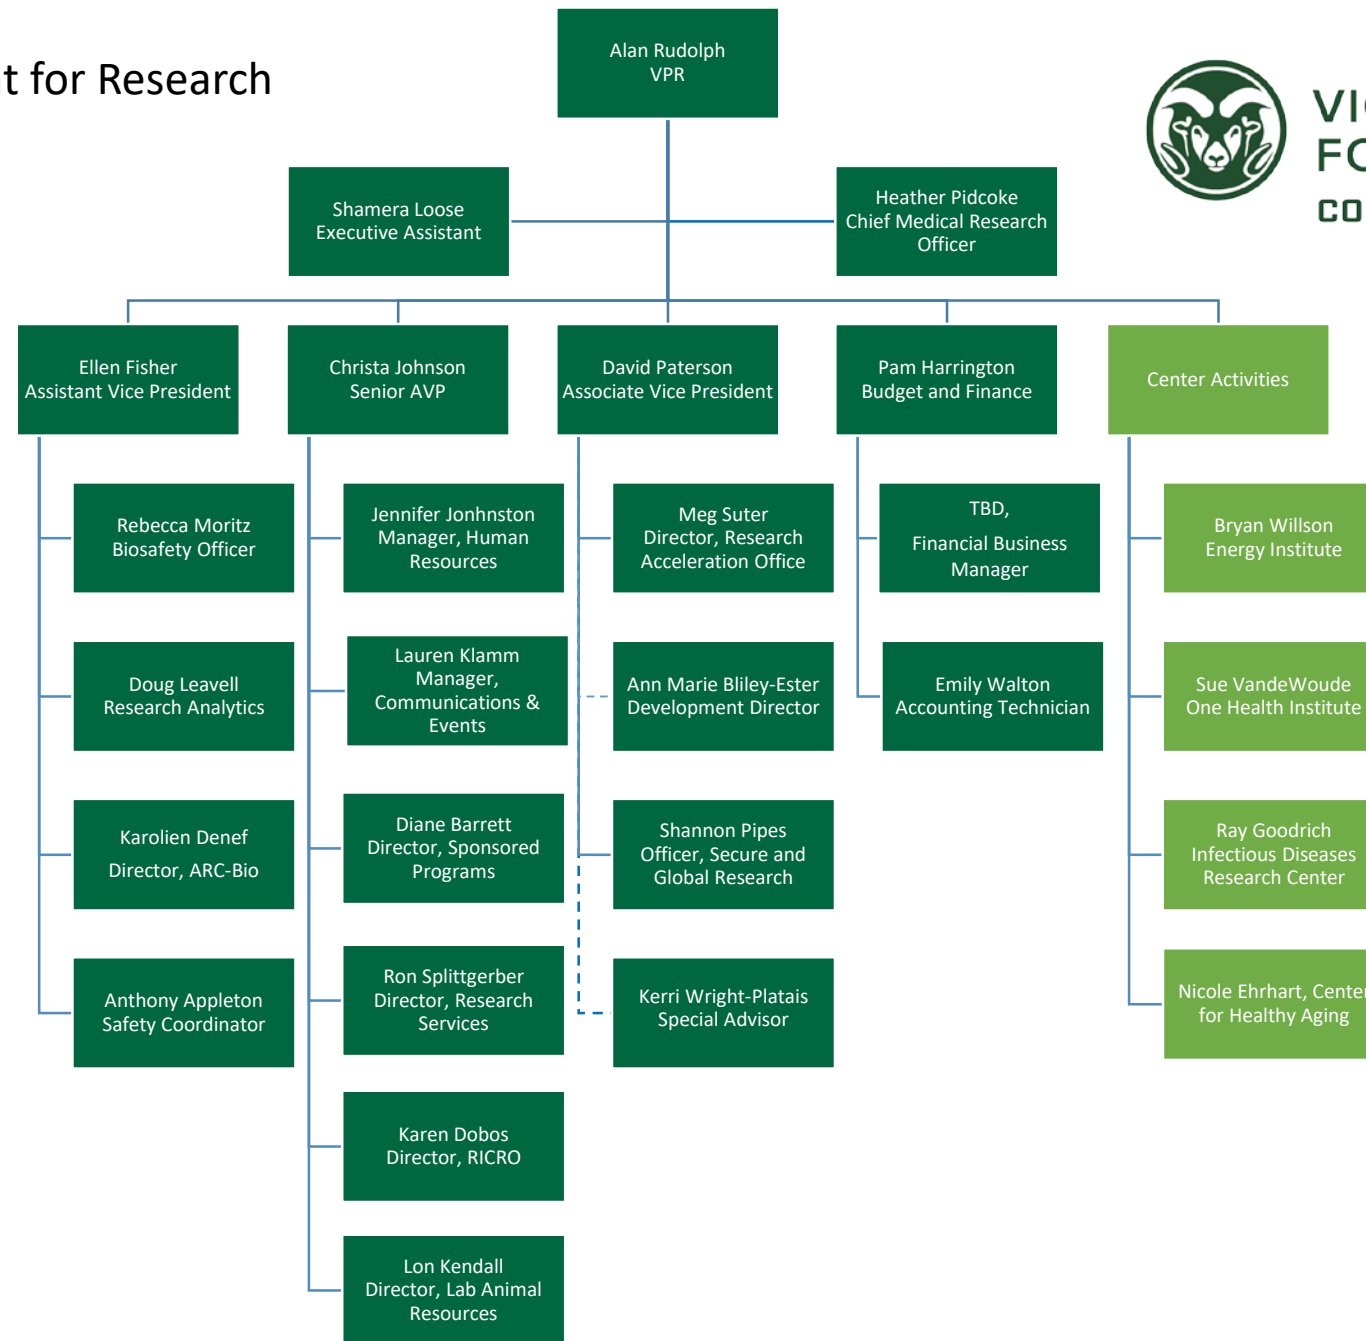 t for Research
Alan Rudolph
VPR
Shamera Loose
Executive Assistant
Heather Pidcoke
Chief Medical Research
Officer
Ellen Fisher
Assistant Vice President
Christa Johnson
Senior AVP
David Paterson
Associate Vice President
Pam Harrington
Budget and Finance
Center Activities
Rebecca Moritz
Biosafety Officer
Doug Leavell
Research Analytics
Karolien Denef
Director, ARC-Bio
Anthony Appleton
Safety Coordinator
Jennifer Jonhnston
Manager, Human
Resources
Lauren Klamm
Manager,
Communications &
Events
Diane Barrett
Director, Sponsored
Programs
Ron Splittgerber
Director, Research
Services
Karen Dobos
Director, RICRO
Lon Kendall
Director, Lab Animal
Resources
Meg Suter
Director, Research
Acceleration Office
Ann Marie Bliley-Ester
Development Director
Shannon Pipes
Officer, Secure and
Global Research
Kerri Wright-Platais
Special Advisor
TBD,
Financial Business
Manager
Emily Walton
Accounting Technician
Bryan Willson
Energy Institute
Sue VandeWoude
One Health Institute
Ray Goodrich
Infectious Diseases
Research Center
Nicole Ehrhart, Center
for Healthy Aging